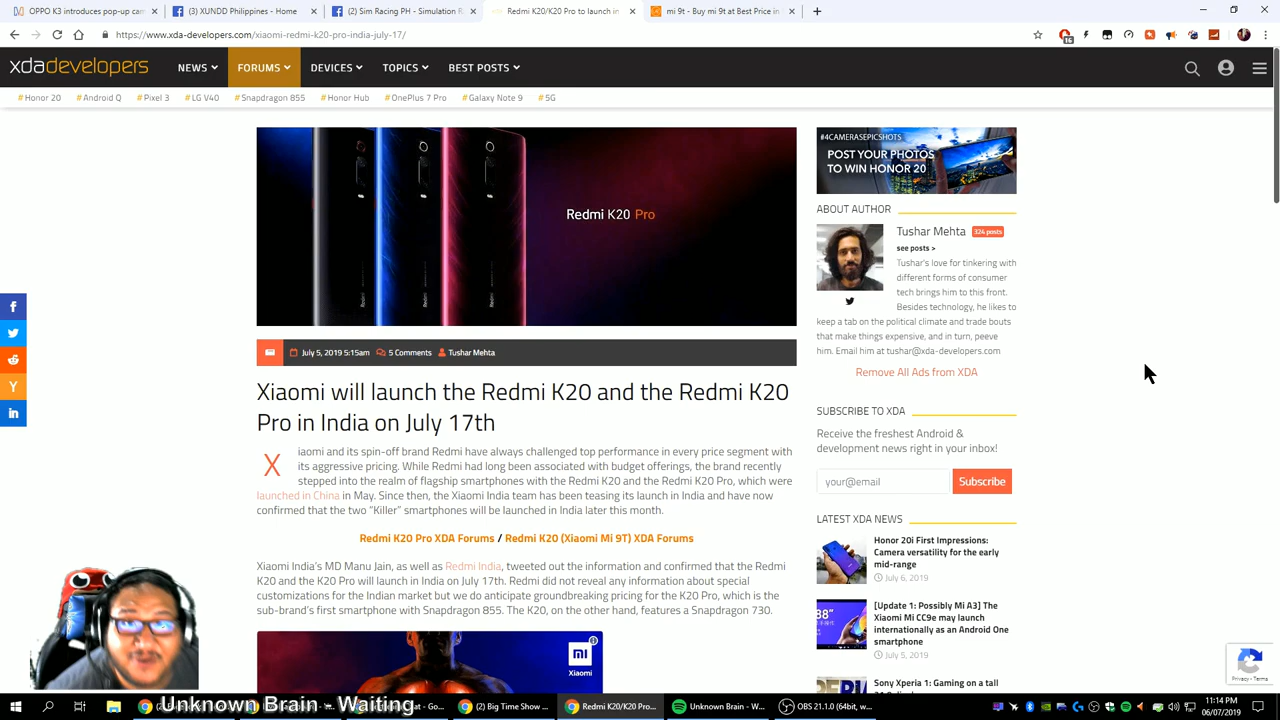 OPPO K3 introduces pop-up cam
XUNDD Philippines - Home
Sim Racing PH - Simulation R
Redmi K20/K20 Pro to launch in
mi 9t - Buy mi 9t at Best Price in
https://www.xda-developers.com/xiaomi-redmi-k20-pro-india-july-17/
16
xdadevelopers
NEWS
FORUMS
DEVICES
TOPICS
BEST POSTS
#Honor 20 #Android Q #Pixel 3 #LG V40 #Snapdragon 855 #Honor Hub #OnePlus 7 Pro #Galaxy Note 9 #5G
Redmi K20 Pro
Redmi
Redmi
Redmi
July 5, 2019 5:15am 5 Comments Tushar Mehta
Xiaomi will launch the Redmi K20 and the Redmi K20
Pro in India on July 17th
Xiaomi and its spin-off brand Redmi have always challenged top performance in every price segment with
its aggressive pricing. While Redmi had long been associated with budget offerings, the brand recently
stepped into the realm of flagship smartphones with the Redmi K20 and the Redmi K20 Pro, which were
launched in China in May. Since then, the Xiaomi India team has been teasing its launch in India and have now
confirmed that the two “Killer” smartphones will be launched in India later this month.
Redmi K20 Pro XDA Forums / Redmi K20 (Xiaomi Mi 9T) XDA Forums
Xiaomi India’s MD Manu Jain, as well as Redmi India, tweeted out the information and confirmed that the Redmi
K20 and the K20 Pro will launch in India on July 17th. Redmi did not reveal any information about special
customizations for the Indian market but we do anticipate groundbreaking pricing for the K20 Pro, which is the
sub-brand’s first smartphone with Snapdragon 855. The K20, on the other hand, features a Snapdragon 730.
mi
Xiaomi
#4CAMERASEPICSHOTS
POST YOUR PHOTOS
TO WIN HONOR 20
ABOUT AUTHOR
Tushar Mehta 324 posts
see posts >
Tushar's love for tinkering with
different forms of consumer
tech brings him to this front.
Besides technology, he likes to
keep a tab on the political climate and trade bouts
that make things expensive, and in turn, peeve
him. Email him at tushar@xda-developers.com
Remove All Ads from XDA
SUBSCRIBE TO XDA
Receive the freshest Android &
development news right in your inbox!
your@email
Subscribe
LATEST XDA NEWS
Honor 20i First Impressions:
Camera versatility for the early
mid-range
July 6, 2019
[Update 1: Possibly Mi A3] The
Xiaomi Mi CC9e may launch
internationally as an Android One
smartphone
July 5, 2019
Sony Xperia 1: Gaming on a tall
Privacy - Terms
Unknown Brain - Waiting
- Go...
(2) Big Time Show ...
Redmi K20/K20 Pro...
Unknown Brain - W...
OBS 21.1.0 (64bit, w...
11:14 PM
06/07/2019